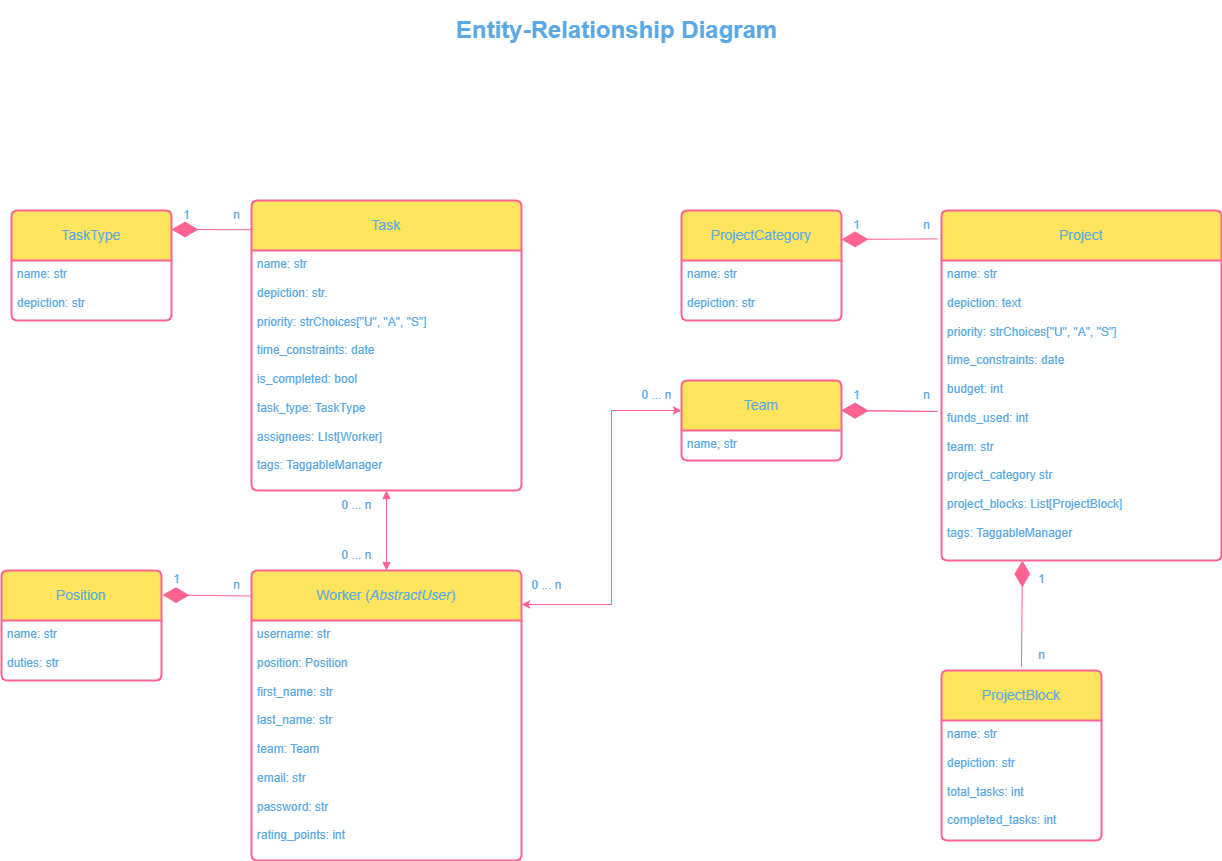 Entity-Relationship Diagram
TaskType
name: str
depiction: str
1
n
Task
name: str
depiction: str.
priority: strChoices["U", "A", "S"]
time_constraints: date
is_completed: bool
task_type: TaskType
assignees: LIst[Worker]
tags: TaggableManager
0 ... n
0 ... n
Position
name: str
duties: str
1
n
Worker (AbstractUser)
username: str
position: Position
first_name: str
last_name: str
team: Team
email: str
password: str
rating_points: int
0 ... n
0 ... n
ProjectCategory
name: str
depiction: str
1
n
Team
name; str
1
n
Project
name: str
depiction: text
priority: strChoices["U", "A", "S"]
time_constraints: date
budget: int
funds_used: int
team: str
project_category str
project_blocks: List[ProjectBlock]
tags: TaggableManager
1
n
ProjectBlock
name: str
depiction: str
total_tasks: int
completed_tasks: int